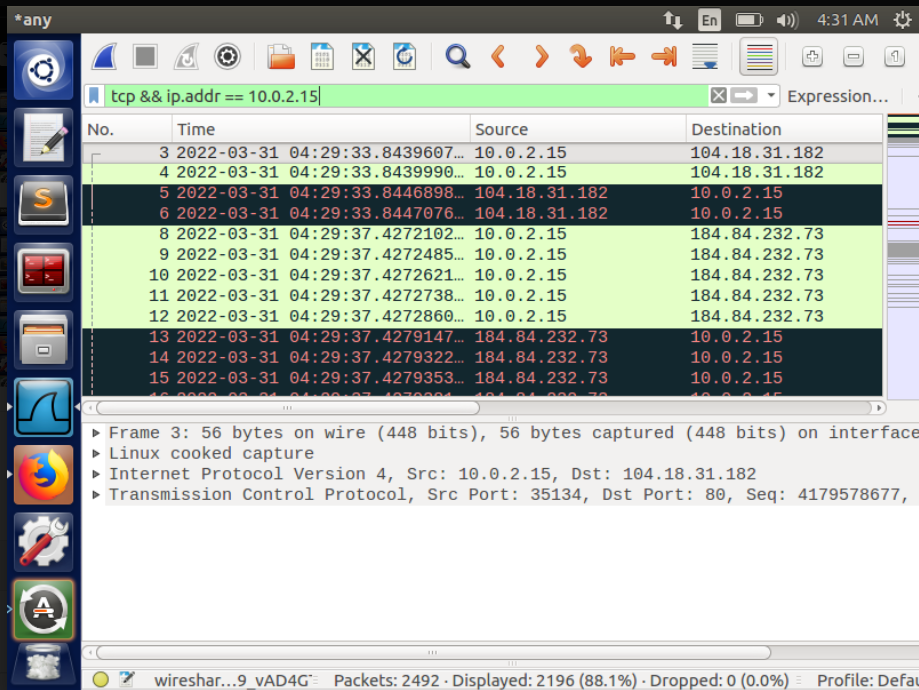 *any En 4:31 AM
tcp && ip.addr == 10.0.2.15 Expression…
No. Time Source Destination
3 2022-03-31 04:29:33.8439607… 10.0.2.15 104.18.31.182
4 2022-03-31 04:29:33.8439990… 10.0.2.15 104.18.31.182
5 2022-03-31 04:29:33.8446898… 104.18.31.182 10.0.2.15
6 2022-03-31 04:29:33.8447076… 104.18.31.182 10.0.2.15
8 2022-03-31 04:29:37.4272102… 10.0.2.15 184.84.232.73
9 2022-03-31 04:29:37.4272485… 10.0.2.15 184.84.232.73
10 2022-03-31 04:29:37.4272621… 10.0.2.15 184.84.232.73
11 2022-03-31 04:29:37.4272738… 10.0.2.15 184.84.232.73
12 2022-03-31 04:29:37.4272860… 10.0.2.15 184.84.232.73
13 2022-03-31 04:29:37.4279147… 184.84.232.73 10.0.2.15
14 2022-03-31 04:29:37.4279322… 184.84.232.73 10.0.2.15
15 2022-03-31 04:29:37.4279353… 184.84.232.73 10.0.2.15
Frame 3: 56 bytes on wire (448 bits), 56 bytes captured (448 bits) on interface
Linux cooked capture
Internet Protocol Version 4, Src: 10.0.2.15, Dst: 104.18.31.182
Transmission Control Protocol, Src Port: 35134, Dst Port: 80, Seq: 4179578677,
wireshar…9_vAD4G Packets: 2492 · Displayed: 2196 (88.1%) · Dropped: 0 (0.0%) Profile: Defa